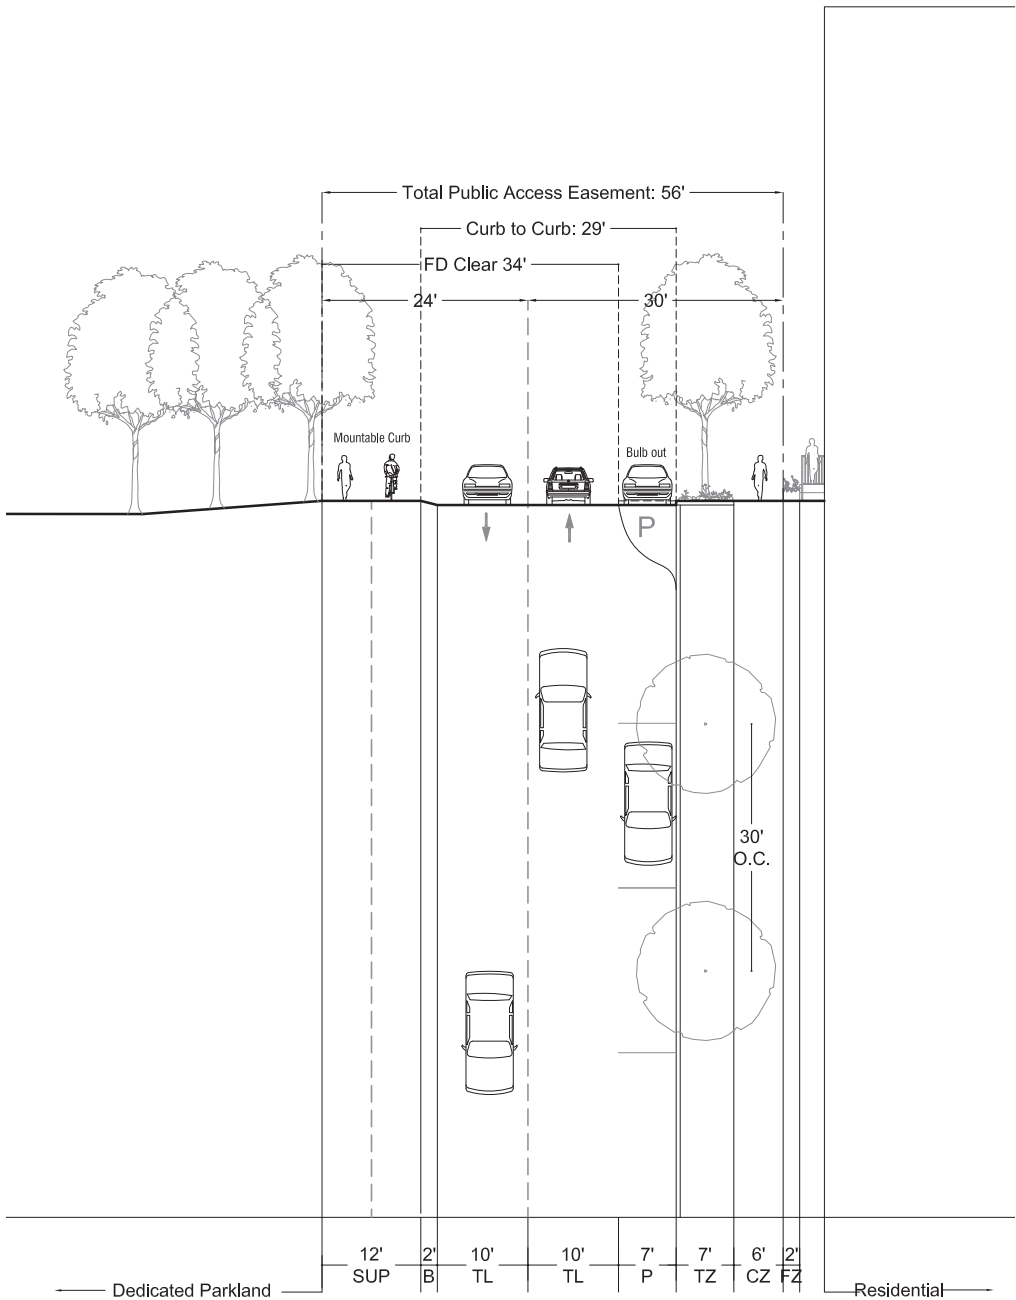 Total Public Access Easement: 56'
Curb to Curb: 29'
FD Clear 34'
24'
30'
Mountable Curb
Bulb out
P
30'
O.C.
12'
2'
10'
10'
7'
7'
6'
2'
SUP
B
TL
TL
P
TZ
CZ
FZ
Dedicated Parkland
Residential